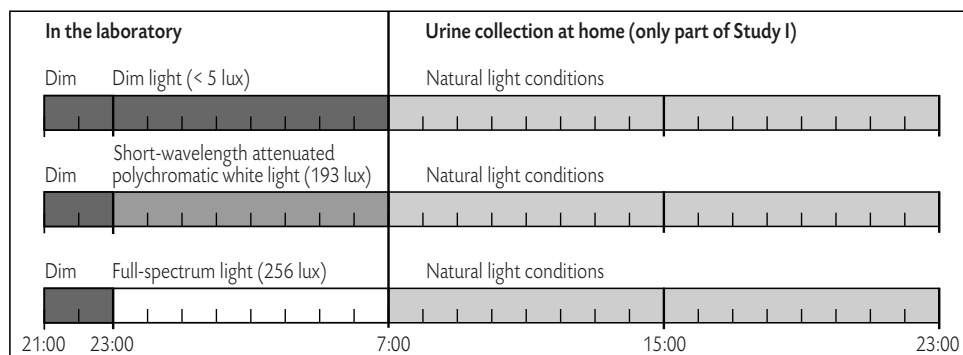 In the laboratory
Urine collection at home (only part of Study I)
Dim
Dim light (< 5 lux)
Natural light conditions
Dim
Short-wavelength attenuated
polychromatic white light (193 lux)
Natural light conditions
Dim
Full-spectrum light (256 lux)
Natural light conditions
21:00
23:00
7:00
15:00
23:00